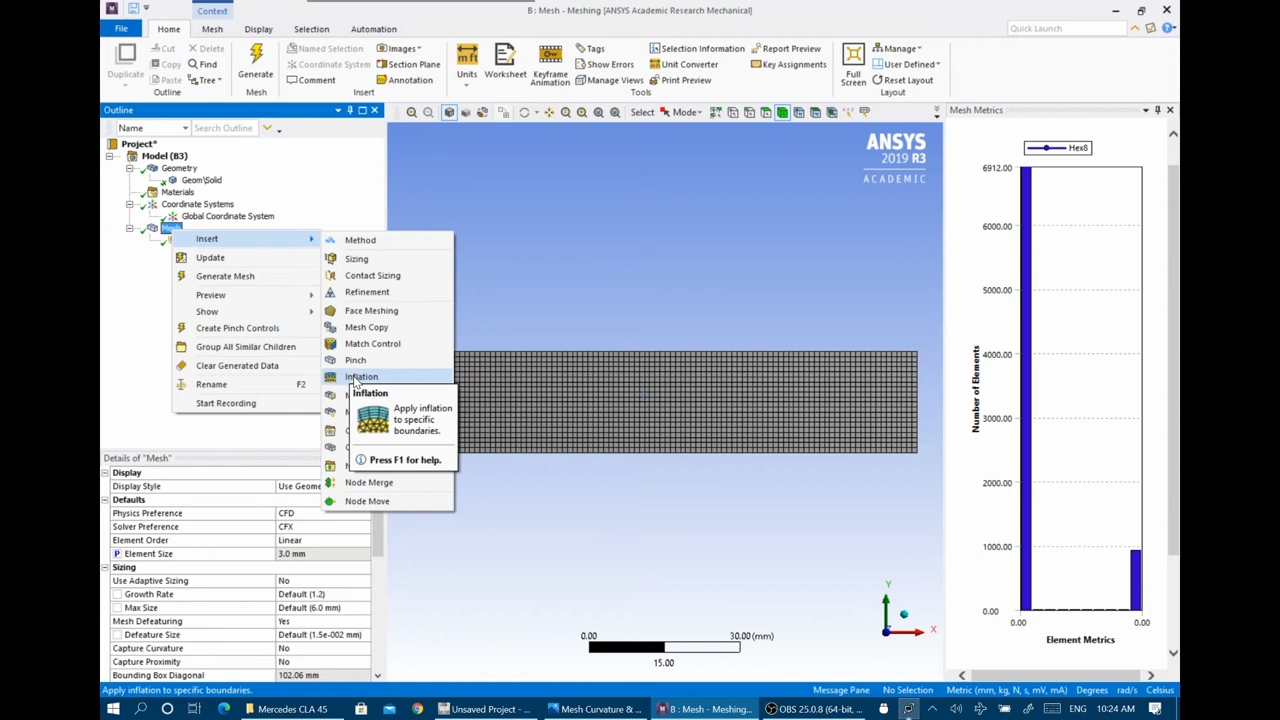 Context
B : Mesh - Meshing [ANSYS Academic Research Mechanical]
File
Home
Mesh
Display
Selection
Automation
Quick Launch
Duplicate
Cut
Copy
Paste
Delete
Find
Tree
Outline
Generate
Mesh
Named Selection
Coordinate System
Comment
Images
Section Plane
Annotation
Insert
Units
Worksheet
Keyframe
Animation
Tags
Show Errors
Manage Views
Selection Information
Unit Converter
Print Preview
Report Preview
Key Assignments
Tools
Full
Screen
Manage
User Defined
Reset Layout
Layout
Outline
Name
Search Outline
Project*
Model (B3)
Geometry
Geom\Solid
Materials
Coordinate Systems
Global Coordinate System
Mesh
Insert
Update
Generate Mesh
Preview
Show
Create Pinch Controls
Group All Similar Children
Clear Generated Data
Rename F2
Start Recording
Method
Sizing
Contact Sizing
Refinement
Face Meshing
Mesh Copy
Match Control
Pinch
Inflation
Inflation
Apply inflation
to specific
boundaries.
Press F1 for help.
Node Merge
Node Move
Details of "Mesh"
Display
Display Style Use Geome
Defaults
Physics Preference CFD
Solver Preference CFX
Element Order Linear
P Element Size 3.0 mm
Sizing
Use Adaptive Sizing No
Growth Rate Default (1.2)
Max Size Default (6.0 mm)
Mesh Defeaturing Yes
Defeature Size Default (1.5e-002 mm)
Capture Curvature No
Capture Proximity No
Bounding Box Diagonal 102.06 mm
Select
Mode
ANSYS
2019 R3
ACADEMIC
0.00 30.00 (mm)
15.00
Y
X
Mesh Metrics
Hex8
6912.00
6000.00
5000.00
4000.00
3000.00
2000.00
1000.00
0.00
Number of Elements
0.00 0.00
Element Metrics
Apply inflation to specific boundaries.
Message Pane
No Selection
Metric (mm, kg, N, s, mV, mA)
Degrees
rad/s
Celsius
Mercedes CLA 45
Unsaved Project - ...
Mesh Curvature & ...
B : Mesh - Meshing...
OBS 25.0.8 (64-bit, ...
10:24 AM